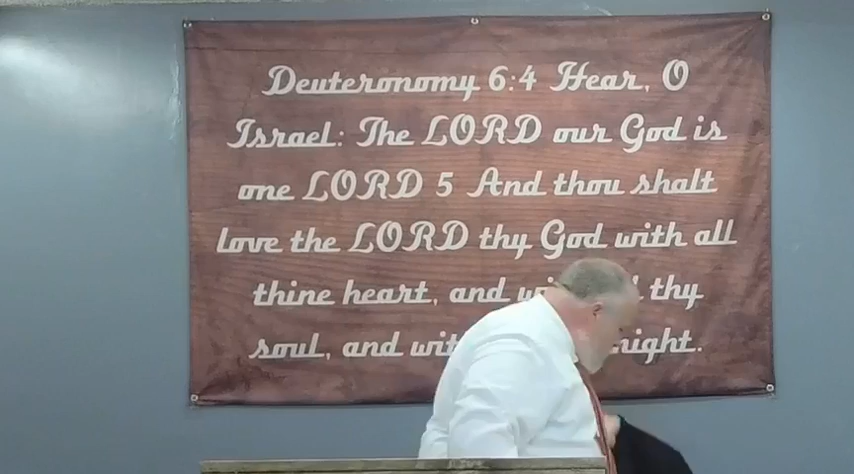 Deuteronomy 6:4 Hear, O
Israel: The LORD our God is
one LORD 5 And thou shalt
love the LORD thy God with all
thine heart, and thy
soul, and